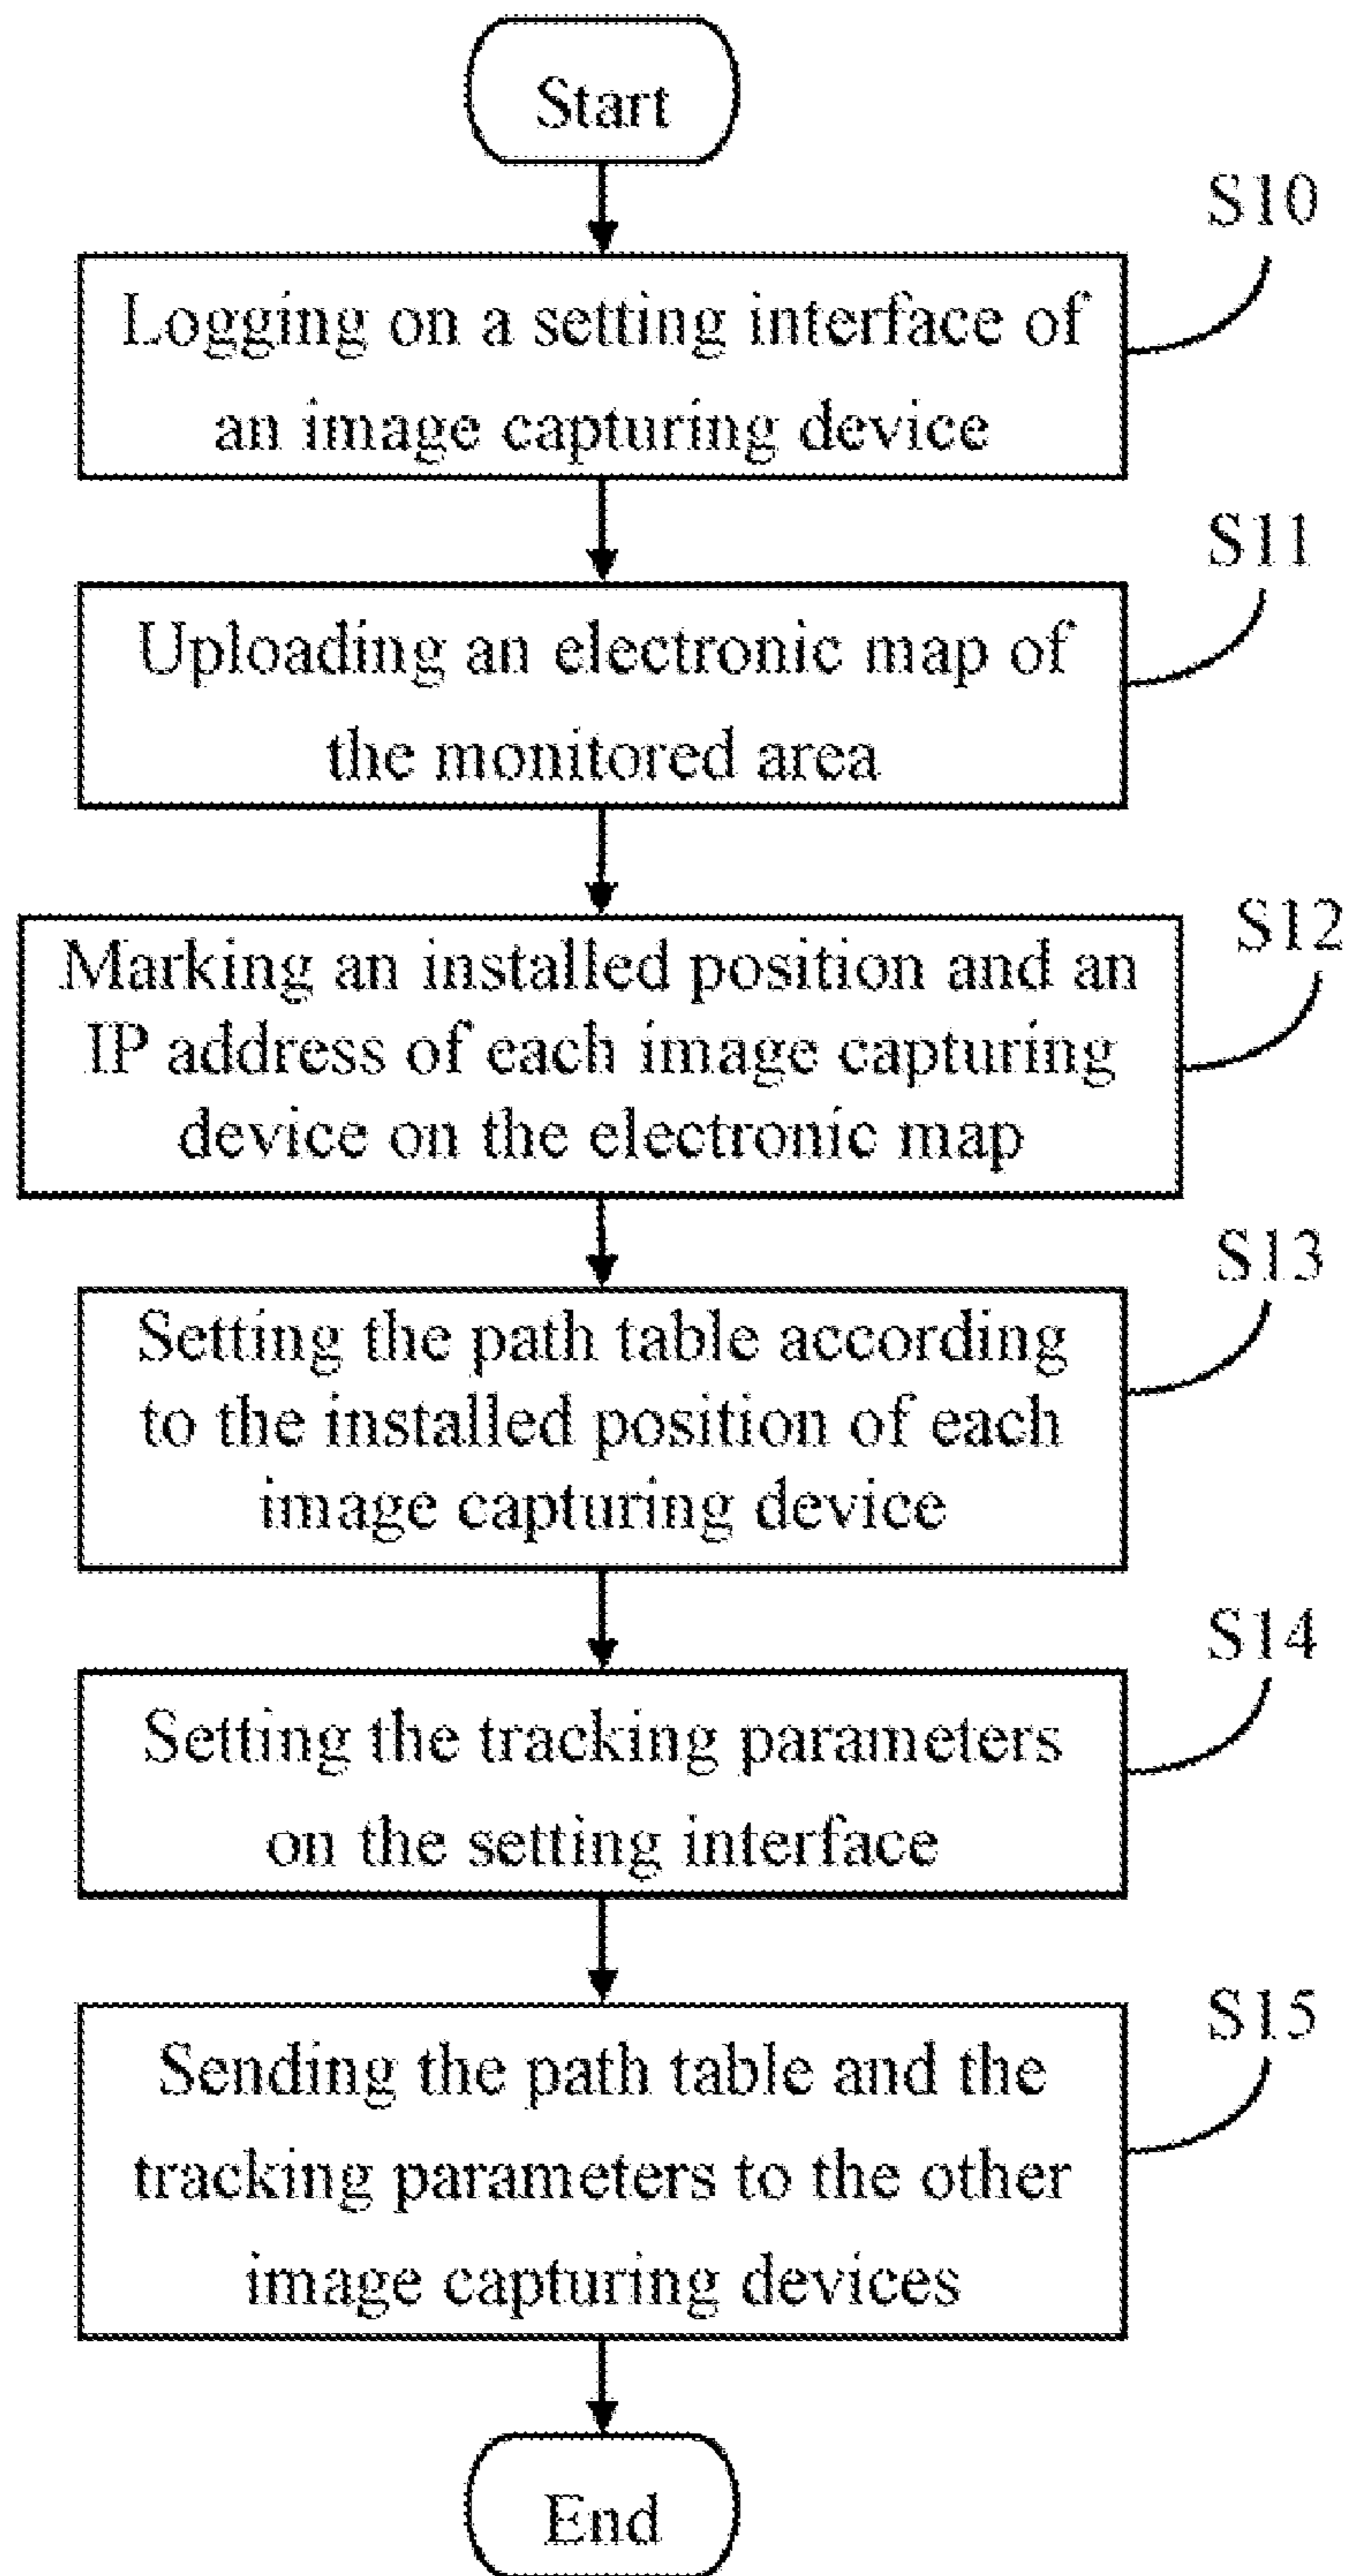 Start
S10
Logging on a setting interface of
an image capturing device
S11
Uploading an electronic map of
the monitored area
S12
Marking an installed position and an
IP address of each image capturing
device on the electronic map
S13
Setting the path table according
to the installed position of each
image capturing device
S14
Setting the tracking parameters
on the setting interface
S15
Sending the path table and the
tracking parameters to the other
image capturing devices
End